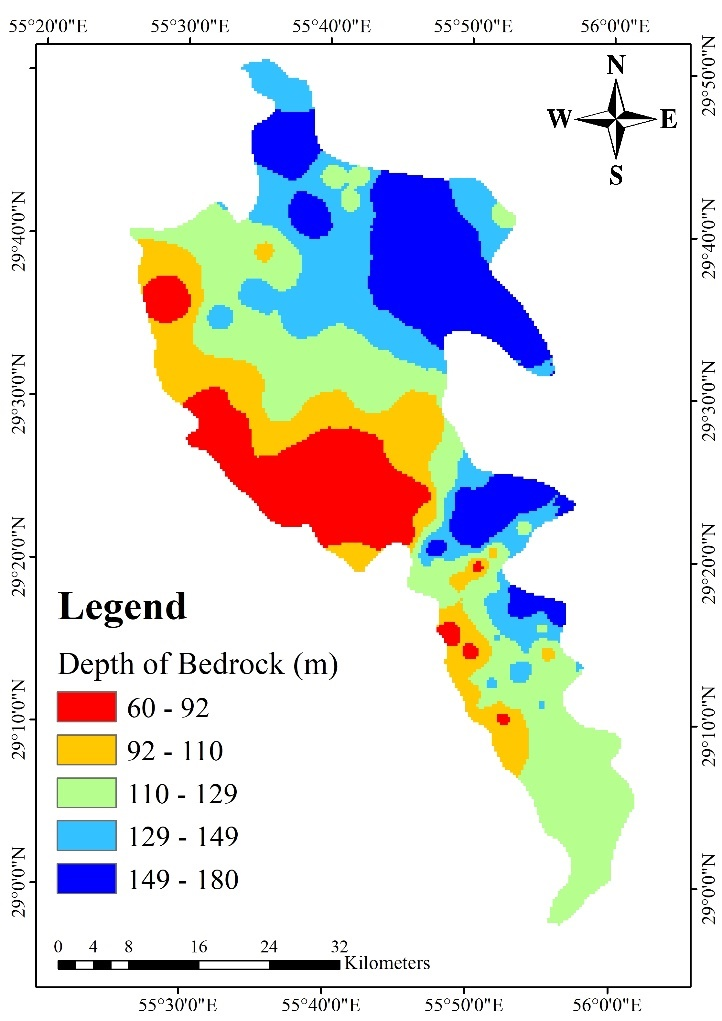 55°20'0"E 55°30'0"E 55°40'0"E 55°50'0"E 56°0'0"E
29°50'0"N
N
W E
S
29°40'0"N 29°40'0"N
29°30'0"N 29°30'0"N
29°20'0"N 29°20'0"N
Legend
Depth of Bedrock (m)
60 - 92
29°10'0"N 29°10'0"N
92 - 110
110 - 129
129 - 149
149 - 180
29°0'0"N 29°0'0"N
0 4 8 16 24 32
Kilometers
55°30'0"E 55°40'0"E 55°50'0"E 56°0'0"E